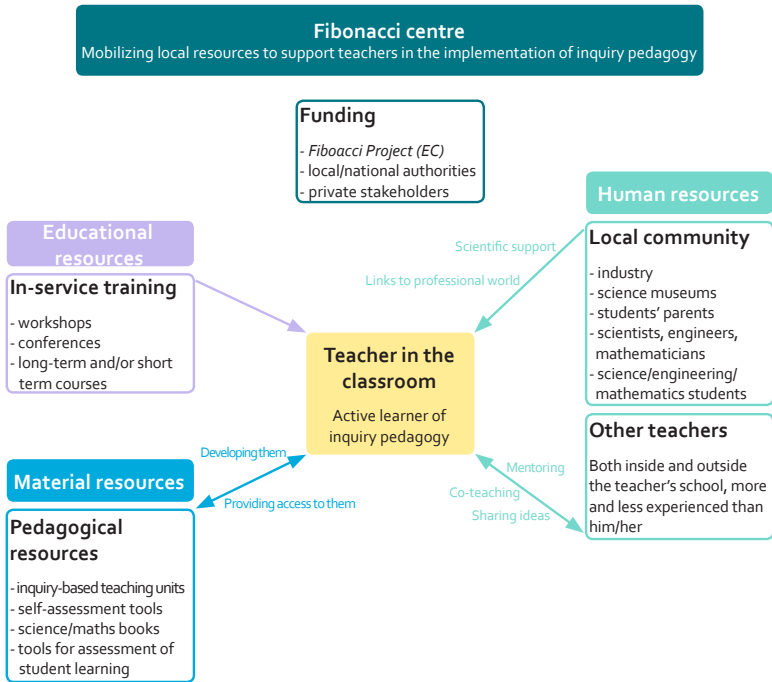 Fibonacci centre
Mobilizing local resources to support teachers in the implementation of inquiry pedagogy
Funding
- Fiboacci Project (EC)
- local/national authorities
- private stakeholders
Educational
resources
In-service training
- workshops
- conferences
- long-term and/or short
term courses
Human resources
Local community
- industry
- science museums
- students' parents
- scientists, engineers,
mathematicians
- science/engineering/
mathematics students
Scientific support
Links to professional world
Teacher in the
classroom
Active learner of
inquiry pedagogy
Other teachers
Both inside and outside
the teacher's school, more
and less experienced than
him/her
Mentoring
Co-teaching
Sharing ideas
Developing them
Providing access to them
Material resources
Pedagogical
resources
- inquiry-based teaching units
- self-assessment tools
- science/maths books
- tools for assessment of
student learning